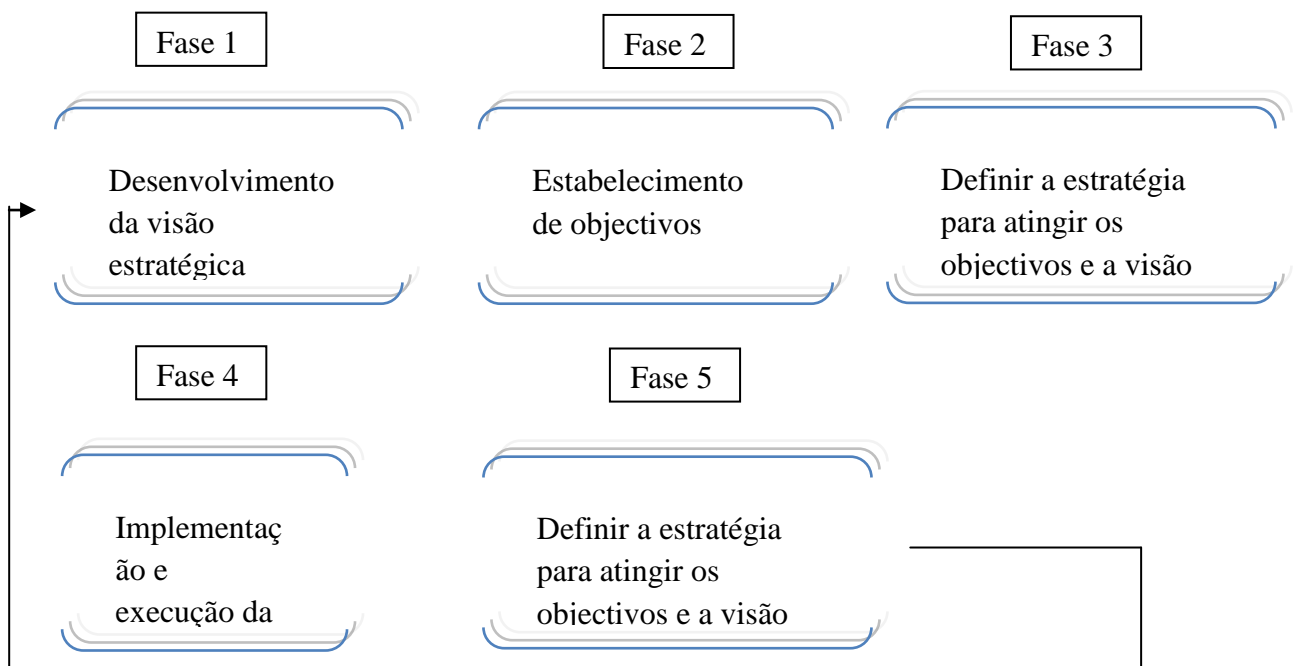 Fase 1
Fase 2
Fase 3
Desenvolvimento
da visão
estratégica
Estabelecimento
de objectivos
Definir a estratégia
para atingir os
objectivos e a visão
Fase 4
Fase 5
Implementaç
ão e
execução da
Definir a estratégia
para atingir os
objectivos e a visão